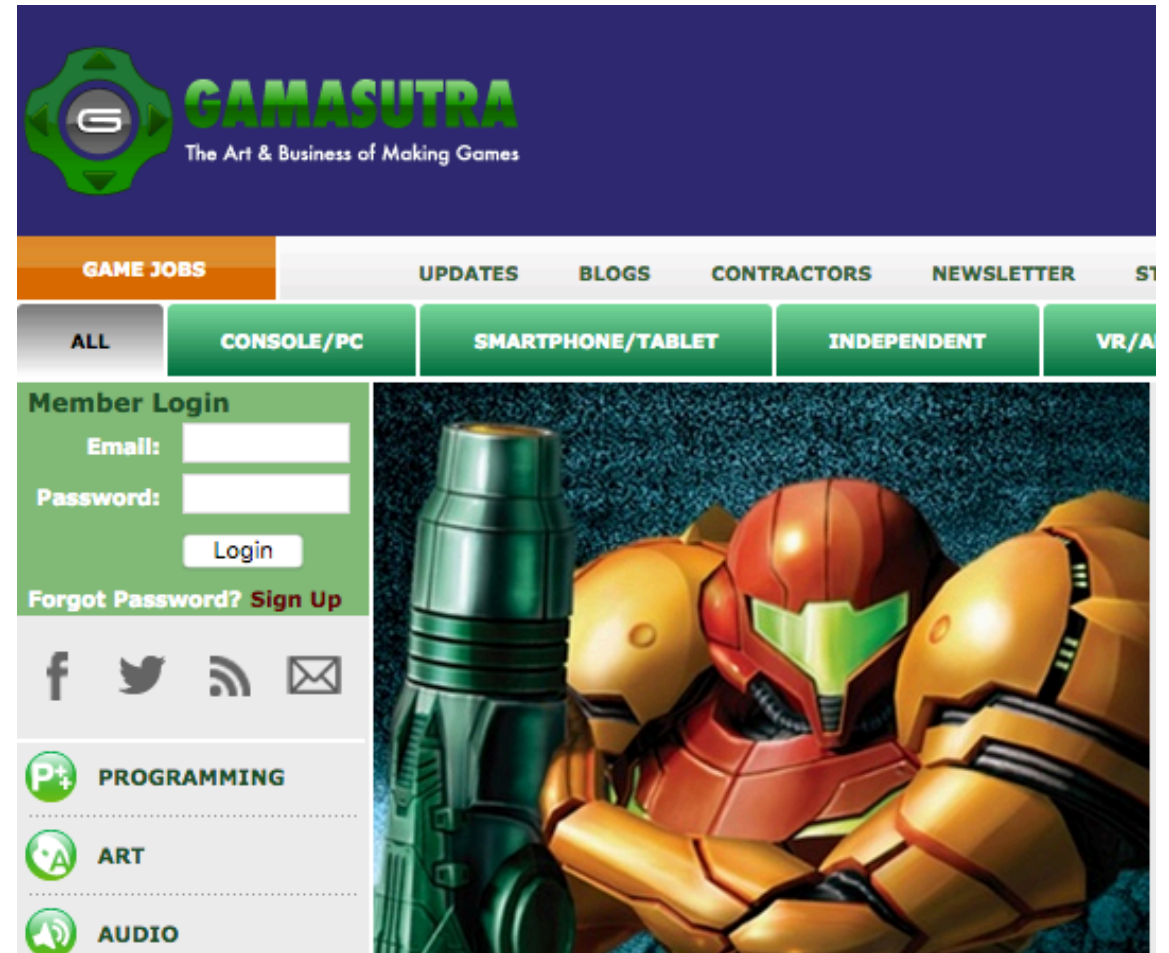 G
GAMASUTRA
The Art & Business of Making Games
GAME JOBS
UPDATES BLOGS CONTRACTORS NEWSLETTER
ALL CONSOLE/PC SMARTPHONE/TABLET INDEPENDENT
Member Login
Email:
Password:
Login
Forgot Password? Sign Up
PROGRAMMING
ART
AUDIO